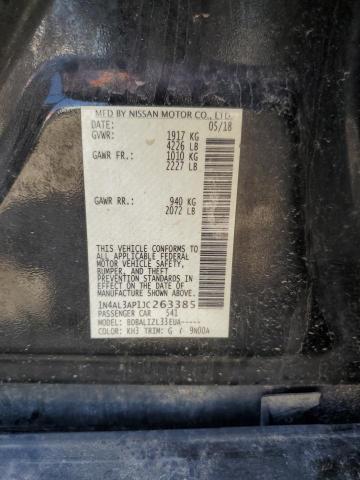 MFD BY NISSAN MOTOR CO., LTD.
DATE: 05/18
GVWR: 1917 KG
4226 LB
GAWR FR.: 1010 KG
2227 LB
GAWR RR.: 940 KG
2072 LB
THIS VEHICLE CONFORMS TO
ALL APPLICABLE FEDERAL
MOTOR VEHICLE SAFETY,
BUMPER, AND THEFT
PREVENTION STANDARDS
IN EFFECT ON THE DATE OF
MANUFACTURE SHOWN ABOVE.
1N4AL3AP1JC263385
PASSENGER CAR 541
MODEL: BDBALIZL33EUA-----
COLOR: KH3 TRIM: G 9N00A